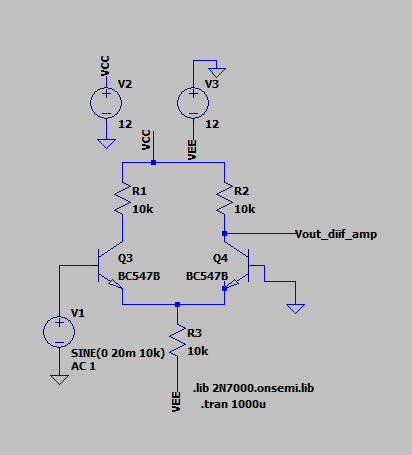 VCC
V2
12
V3
12
VEE
VCC
R1
10k
R2
10k
Vout_diif_amp
Q3
BC547B
Q4
BC547B
V1
SINE(0 20m 10k)
AC 1
R3
10k
VEE
.lib 2N7000.onsemi.lib
.tran 1000u